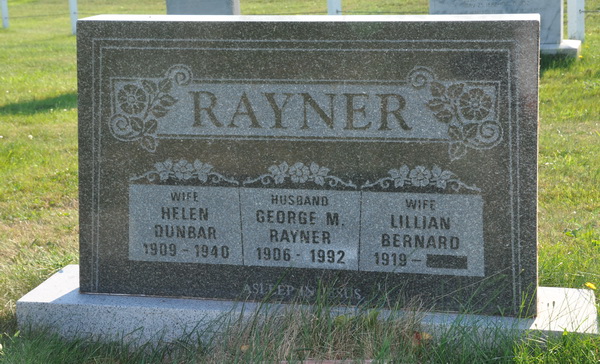 RAYNER
WIFE
HELEN
DUNBAR
1909 - 1940
HUSBAND
GEORGE M.
RAYNER
1906 - 1992
WIFE
LILLIAN
BERNARD
1919 -
ASLEEP IN JESUS